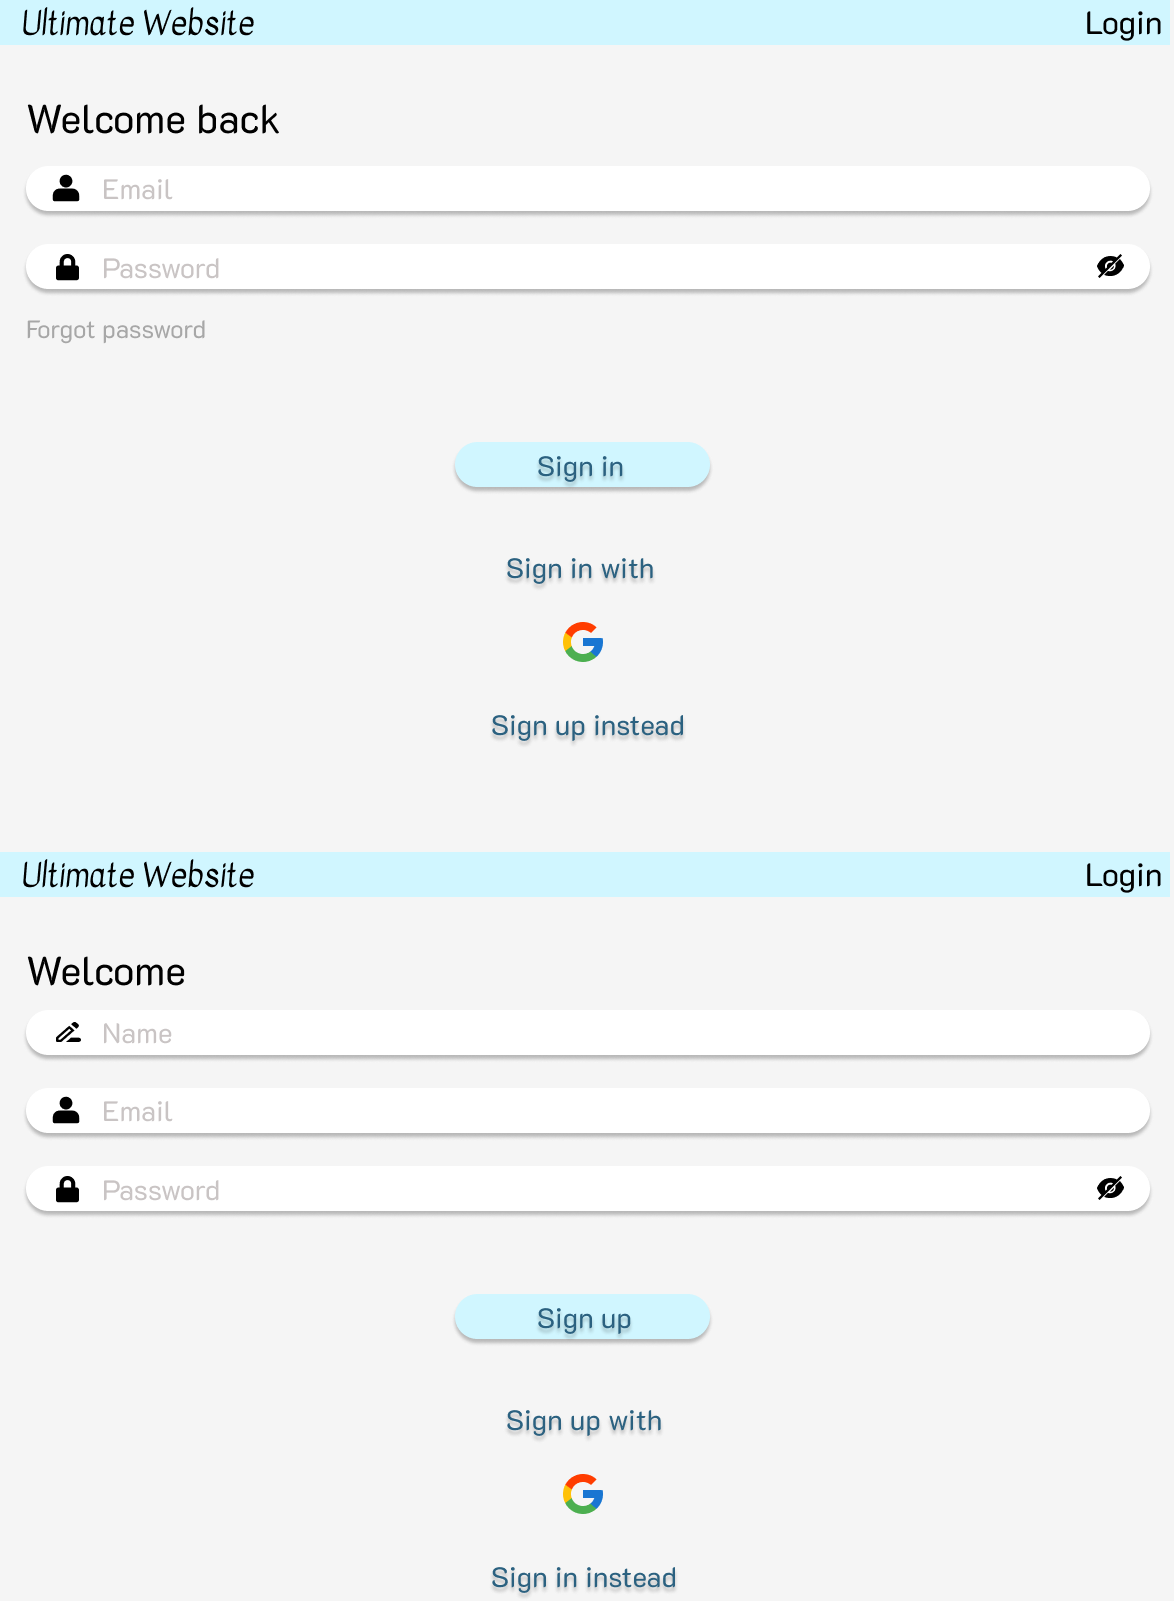 Ultimate Website Login
Welcome back
Email
Password
Forgot password
Sign in
Sign in with
Sign up instead
Ultimate Website Login
Welcome
Name
Email
Password
Sign up
Sign up with
Sign in instead